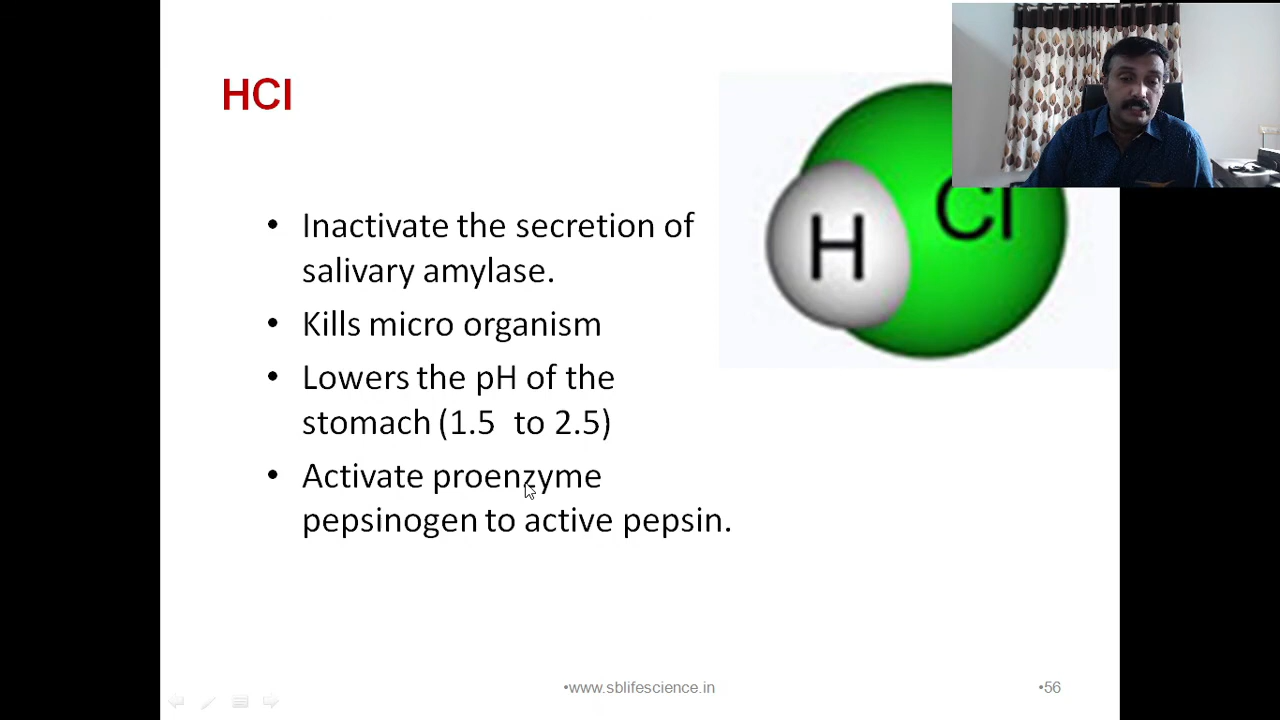 HCl
H
Cl
• Inactivate the secretion of
salivary amylase.
• Kills micro organism
• Lowers the pH of the
stomach (1.5 to 2.5)
• Activate proenzyme
pepsinogen to active pepsin.
•www.sblifescience.in
•56